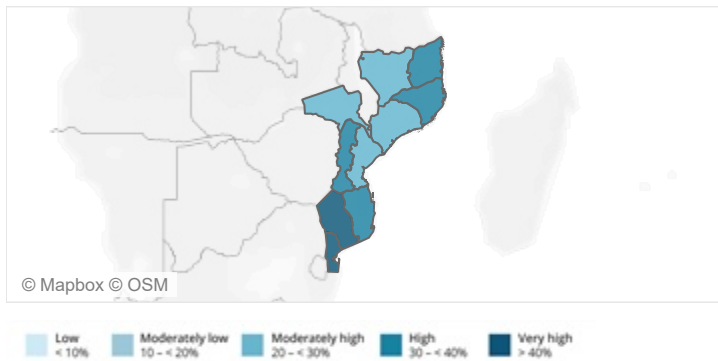 © Mapbox © OSM
Low
< 10%
Moderately low
10 – < 20%
Moderately high
20 – < 30%
High
30 – < 40%
Very high
> 40%